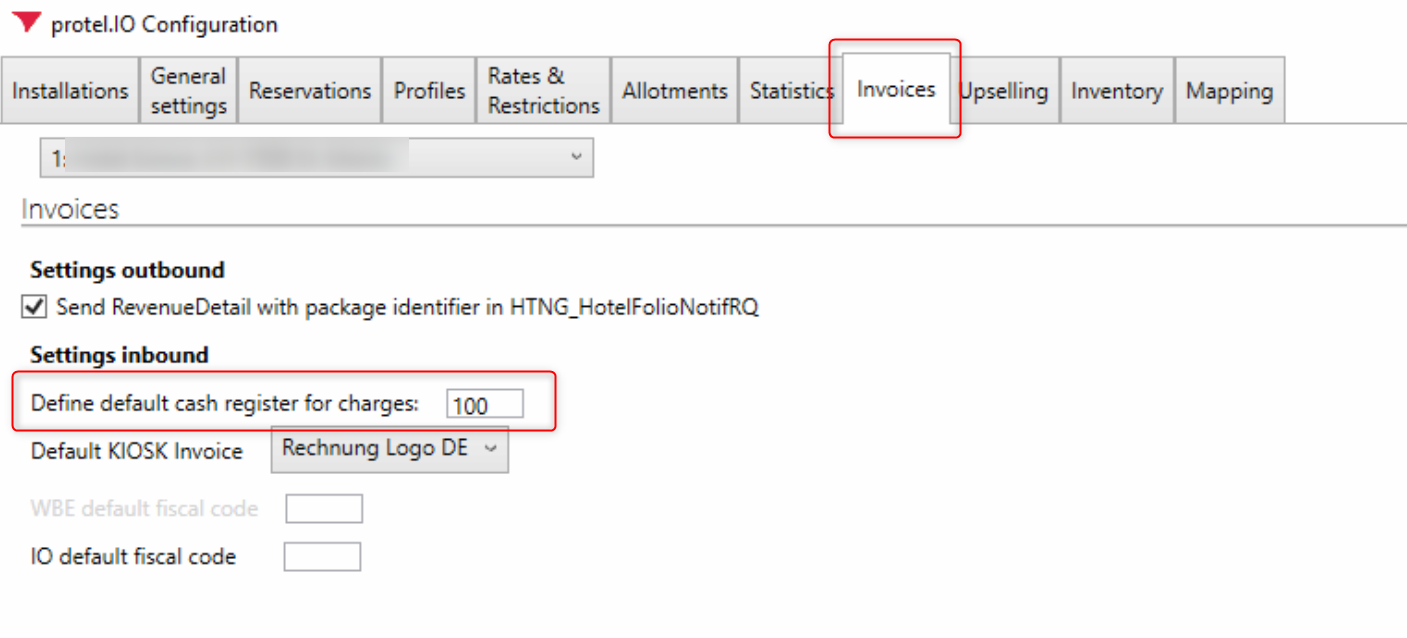 protel.IO Configuration
Installations
General
settings
Reservations
Profiles
Rates &
Restrictions
Allotments
Statistics
Invoices
Upselling
Inventory
Mapping
1:
Invoices
Settings outbound
Send RevenueDetail with package identifier in HTNG_HotelFolioNotifRQ
Settings inbound
Define default cash register for charges: 100
Default KIOSK Invoice Rechnung Logo DE
WBE default fiscal code
IO default fiscal code